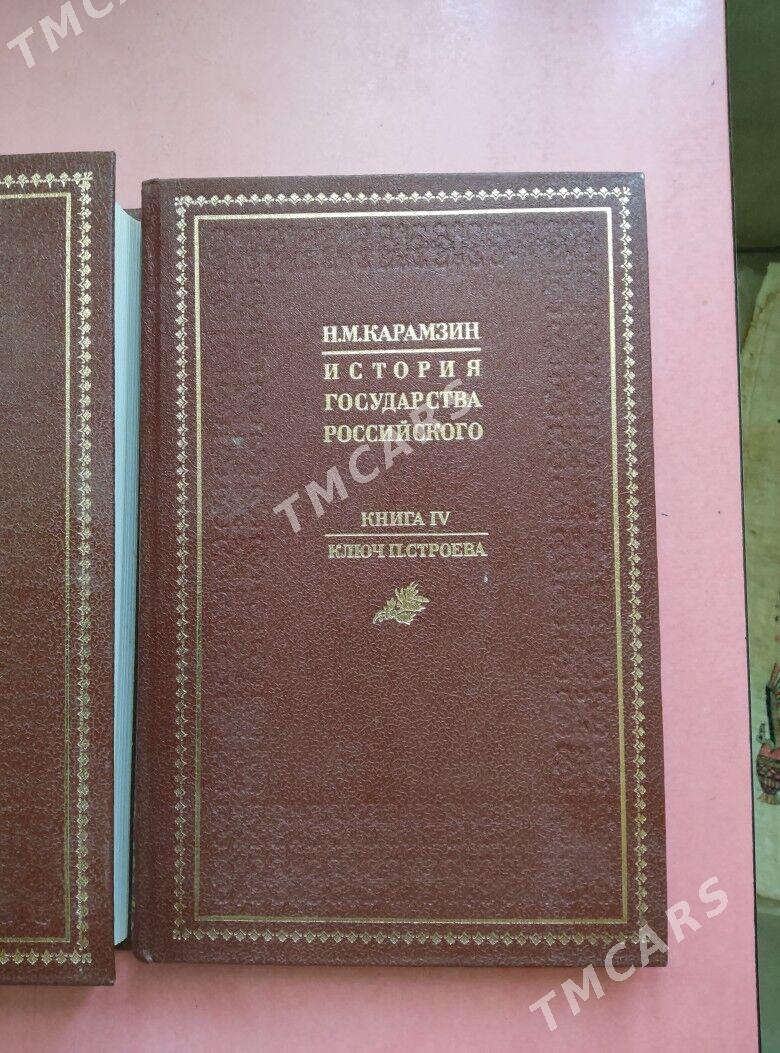 TMCARS
Н.М.КАРАМЗИН
ИСТОРИЯ
ГОСУДАРСТВА
РОССИЙСКОГО
TMCARS
КНИГА IV
КЛЮЧ П.СТРОЕВА
TMCARS